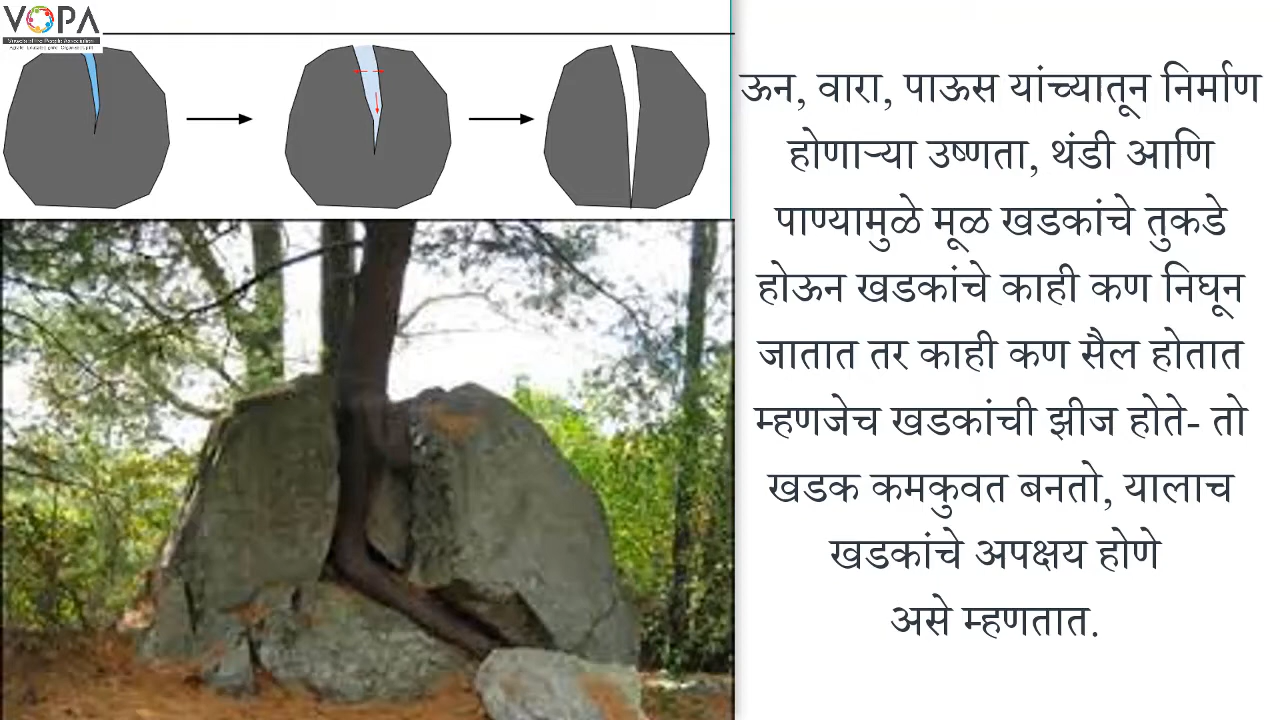 VOPA
ऊन, वारा, पाऊस यांच्यातून निर्माण
होणाऱ्या उष्णता, थंडी आणि
पाण्यामुळे मूळ खडकांचे तुकडे
होऊन खडकांचे काही कण निघून
जातात तर काही कण सैल होतात
म्हणजेच खडकांची झीज होते- तो
खडक कमकुवत बनतो, यालाच
खडकांचे अपक्षय होणे
असे म्हणतात.